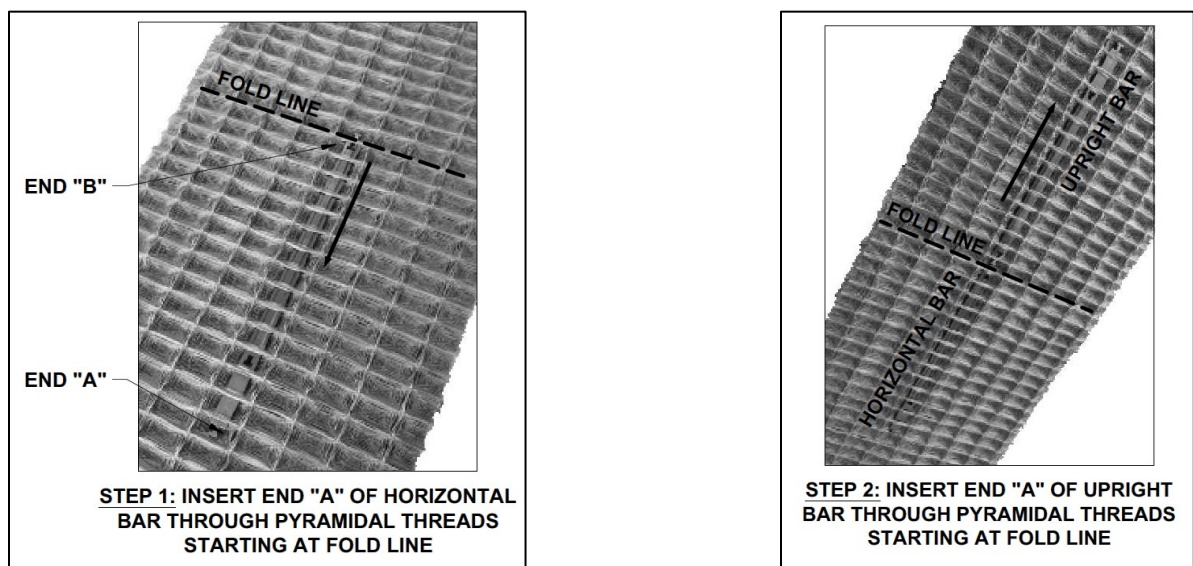 FOLD LINE
END "B"
END "A"
STEP 1: INSERT END "A" OF HORIZONTAL
BAR THROUGH PYRAMIDAL THREADS
STARTING AT FOLD LINE
UPRIGHT BAR
FOLD LINE
HORIZONTAL BAR
STEP 2: INSERT END "A" OF UPRIGHT
BAR THROUGH PYRAMIDAL THREADS
STARTING AT FOLD LINE